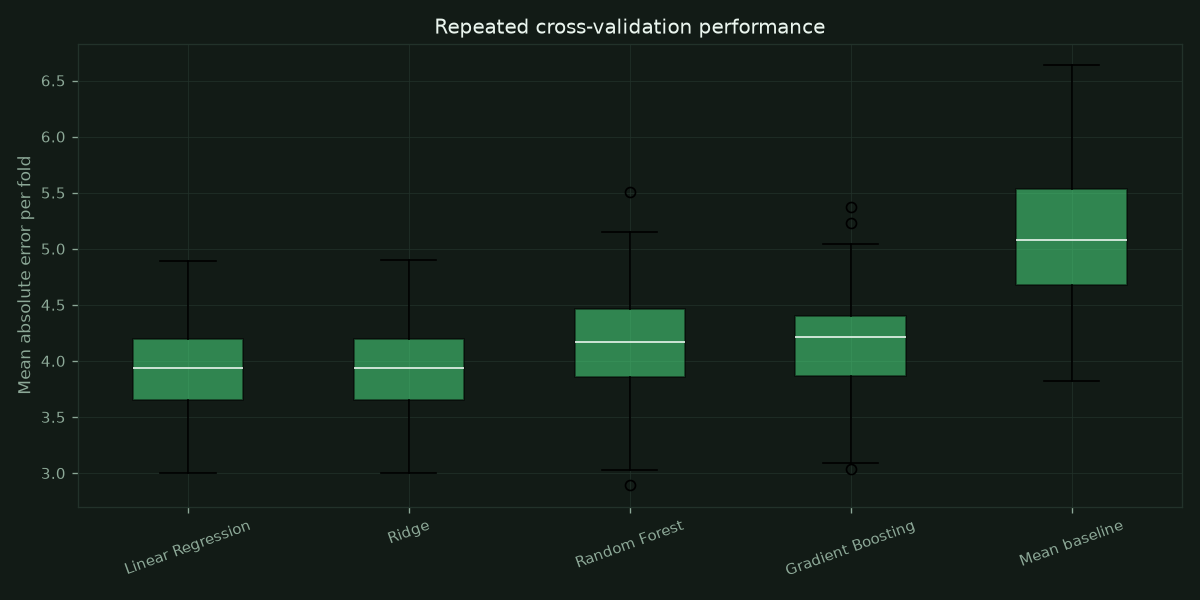 Repeated cross-validation performance
Mean absolute error per fold
6.5
6.0
5.5
5.0
4.5
4.0
3.5
3.0
Linear Regression
Ridge
Random Forest
Gradient Boosting
Mean baseline